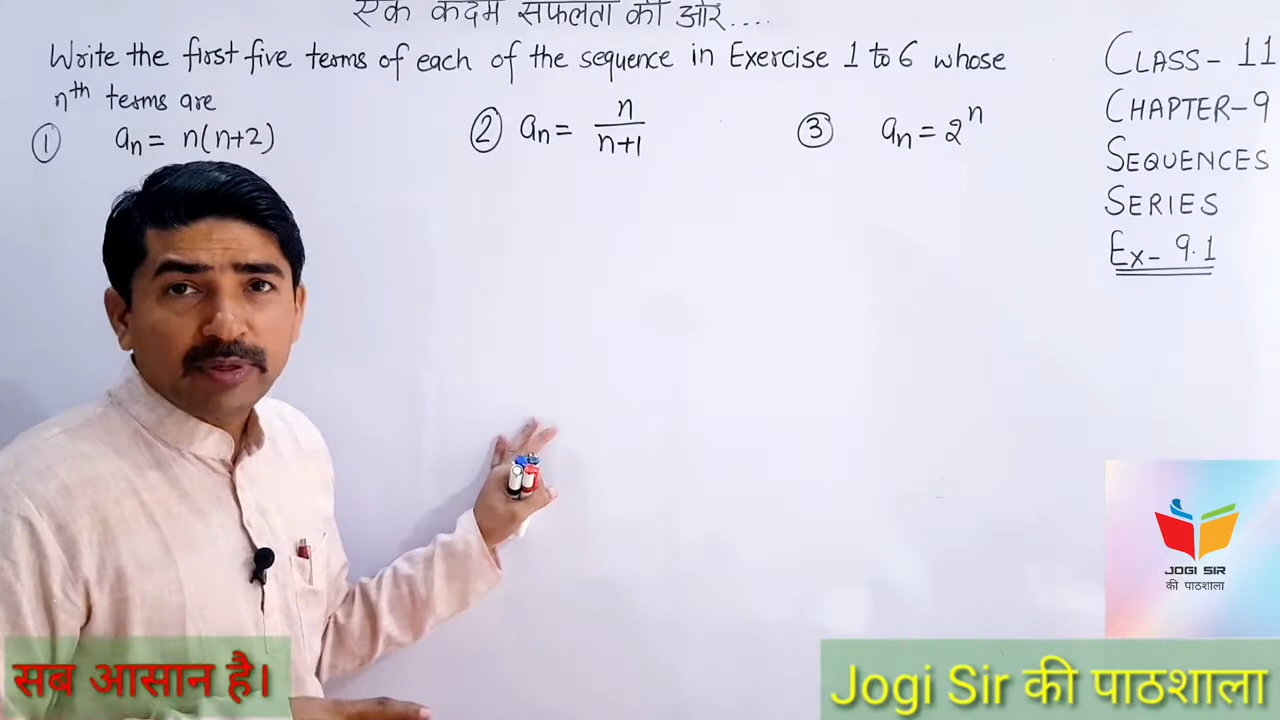 एक कदम सफलता की ओर....
Write the first five terms of each of the sequence in Exercise 1 to 6 whose
nth terms are
① an = n(n+2)
② an = n/(n+1)
③ an = 2^n
CLASS - 11
CHAPTER - 9
SEQUENCES
SERIES
Ex - 9.1
JOGI SIR
की पाठशाला
सब आसान है।
Jogi Sir की पाठशाला